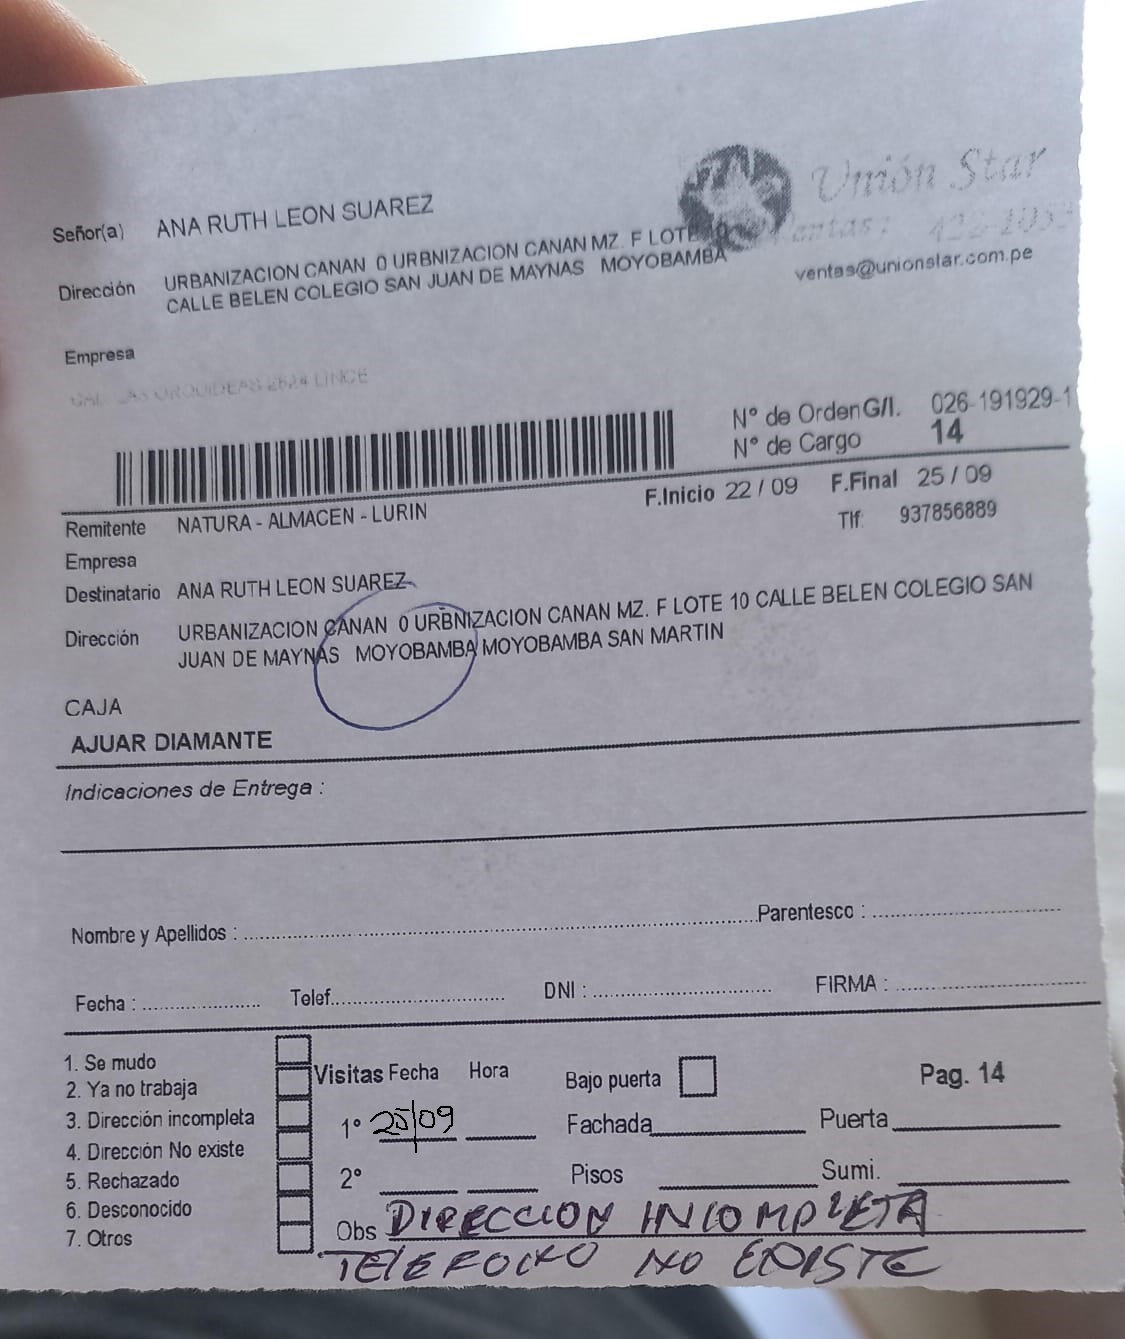 Unión Star
Señor(a) ANA RUTH LEON SUAREZ
Dirección URBANIZACION CANAN 0 URBNIZACION CANAN MZ. F LOTE 10
CALLE BELEN COLEGIO SAN JUAN DE MAYNAS MOYOBAMBA
ventas@unionstar.com.pe
Empresa
ORQUIDEAS 2624 LINCE
N° de Orden G/I. 026-191929-1
N° de Cargo 14
F.Inicio 22 / 09 F.Final 25 / 09
Remitente NATURA - ALMACEN - LURIN
Tlf: 937856889
Empresa
Destinatario ANA RUTH LEON SUAREZ
Dirección URBANIZACION CANAN 0 URBNIZACION CANAN MZ. F LOTE 10 CALLE BELEN COLEGIO SAN
JUAN DE MAYNAS MOYOBAMBA MOYOBAMBA SAN MARTIN
CAJA
AJUAR DIAMANTE
Indicaciones de Entrega :
Nombre y Apellidos : Parentesco :
Fecha : Telef. DNI : FIRMA :
1. Se mudo
2. Ya no trabaja
3. Dirección incompleta
4. Dirección No existe
5. Rechazado
6. Desconocido
7. Otros
Visitas Fecha Hora Bajo puerta Pag. 14
1° 25/09 Fachada Puerta
2° Pisos Sumi.
Obs DIRECCION INCOMPLETA
TELEFONO NO EXISTE